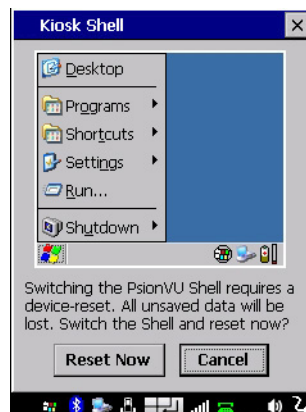 Kiosk Shell
Desktop
Programs
Shortcuts
Settings
Run...
Shutdown
Switching the PsionVU Shell requires a
device-reset. All unsaved data will be
lost. Switch the Shell and reset now?
Reset Now Cancel